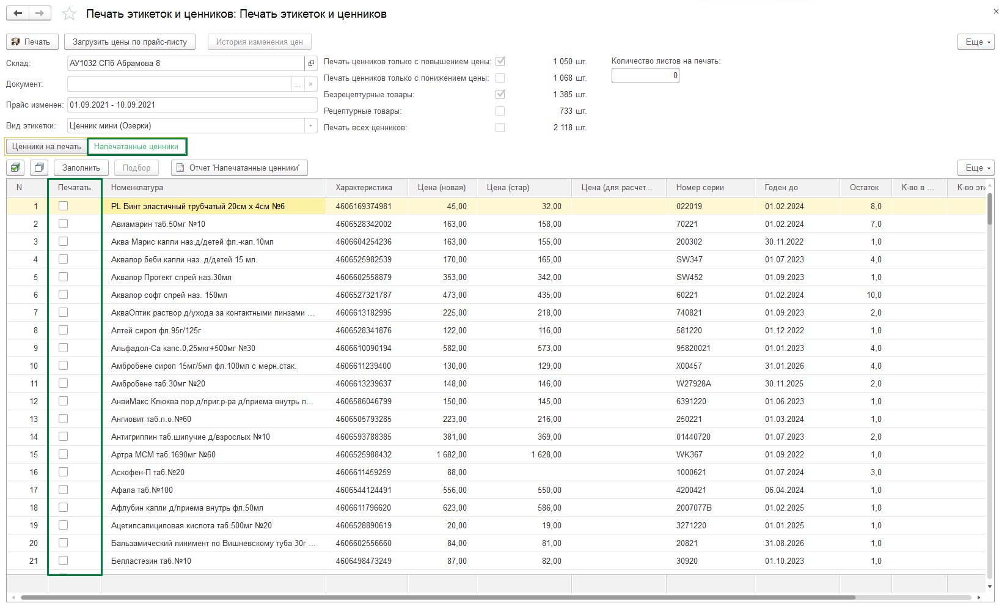 Печать этикеток и ценников: Печать этикеток и ценников
Печать Загрузить цены по прайс-листу История изменения цен Еще
Склад: АУ1032 СПб Абрамова 8
Документ:
Прайс изменен: 01.09.2021 - 10.09.2021
Вид этикетки: Ценник мини (Озерки)
Печать ценников только с повышением цены: 1 050 шт.
Печать ценников только с понижением цены: 1 068 шт.
Безрецептурные товары: 1 385 шт.
Рецептурные товары: 733 шт.
Печать всех ценников: 2 118 шт.
Количество листов на печать:
0
Ценники на печать Напечатанные ценники
Заполнить Подбор Отчет 'Напечатанные ценники' Еще
N Печатать Номенклатура Характеристика Цена (новая) Цена (стар) Цена (для расчет... Номер серии Годен до Остаток К-во в ... К-во эти
1 PL Бинт эластичный трубчатый 20см х 4см №6 4606169374981 45,00 32,00 022019 01.02.2024 8,0
2 Авиамарин таб.50мг №10 4606528342002 163,00 158,00 70221 01.02.2024 7,0
3 Аква Марис капли наз.д/детей фл.-кап.10мл 4606604254236 163,00 155,00 200302 30.11.2022 1,0
4 Аквалор беби капли наз. д/детей 15 мл. 4606525982539 170,00 165,00 SW347 01.07.2023 4,0
5 Аквалор Протект спрей наз.30мл 4606602558879 353,00 342,00 SW452 01.09.2023 1,0
6 Аквалор софт спрей наз. 150мл 4606527321787 473,00 435,00 60221 01.02.2024 10,0
7 АкваОптик раствор д/ухода за контактными линзами ... 4606613182995 225,00 218,00 740821 01.09.2023 2,0
8 Алтей сироп фл.95г/125г 4606528341876 122,00 116,00 581220 01.12.2022 1,0
9 Альфадол-Са капс.0,25мкг+500мг №30 4606610090194 582,00 573,00 95820021 01.01.2023 4,0
10 Амбробене сироп 15мг/5мл фл.100мл с мерн.стак. 4606611239400 130,00 129,00 X00457 31.01.2026 4,0
11 Амбробене таб.30мг №20 4606613239637 148,00 146,00 W27928A 30.11.2025 2,0
12 АнвиМакс Клюква пор.д/приг.р-ра д/приема внутрь п... 4606586046799 150,00 145,00 6391220 01.06.2023 1,0
13 Ангиовит таб.п.о.№60 4606505793285 223,00 216,00 250221 01.03.2024 1,0
14 Антигриппин таб.шипучие д/взрослых №10 4606593788385 381,00 369,00 01440720 01.07.2023 2,0
15 Артра МСМ таб.1690мг №60 4606525988432 1 682,00 1 628,00 WK367 01.09.2022 1,0
16 Аскофен-П таб.№20 4606611459259 88,00 1000621 01.07.2024 3,0
17 Афала таб.№100 4606544124491 556,00 550,00 4200421 06.04.2024 1,0
18 Афлубин капли д/приема внутрь фл.50мл 4606611796620 623,00 586,00 2007077B 01.02.2025 1,0
19 Ацетилсалициловая кислота таб.500мг №20 4606528890619 20,00 19,00 3271220 01.01.2025 1,0
20 Бальзамический линимент по Вишневскому туба 30г ... 4606602556660 84,00 81,00 20821 31.08.2026 1,0
21 Белластезин таб.№10 4606498473249 87,00 82,00 30920 01.10.2023 1,0